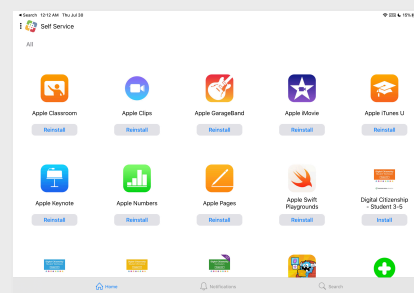 Search 12:12 AM Thu Jul 30
Self Service
All
Apple Classroom
Apple Clips
Apple GarageBand
Apple iMovie
Apple iTunes U
Reinstall
Reinstall
Reinstall
Reinstall
Reinstall
Apple Keynote
Apple Numbers
Apple Pages
Apple Swift
Playgrounds
Digital Citizenship
- Student 3-5
Reinstall
Reinstall
Reinstall
Reinstall
Install
Home
Notifications
Search